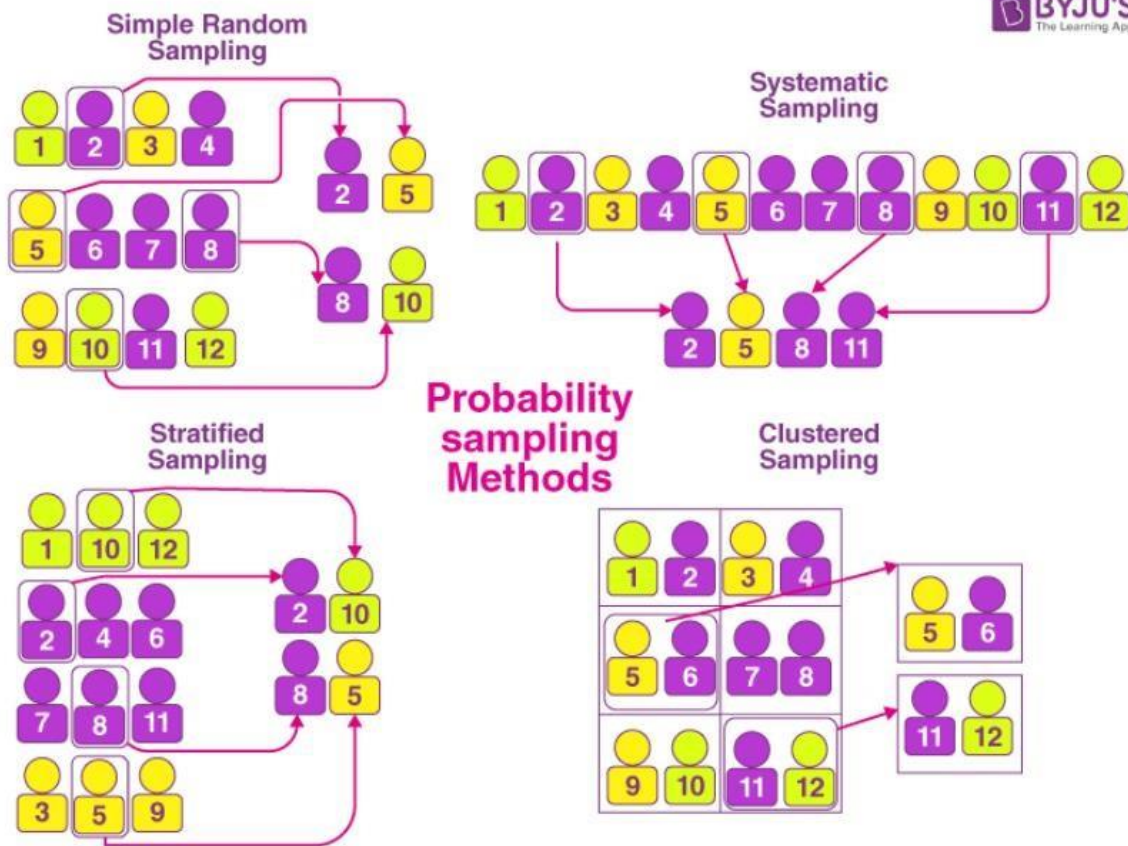 BYJU'S
The Learning App
Simple Random
Sampling
1 2 3 4
2 5
5 6 7 8
8 10
9 10 11 12
Systematic
Sampling
1 2 3 4 5 6 7 8 9 10 11 12
2 5 8 11
Probability
sampling
Methods
Stratified
Sampling
1 10 12
2 10
2 4 6
8 5
7 8 11
3 5 9
Clustered
Sampling
1 2 3 4
5 6
5 6 7 8
11 12
9 10 11 12